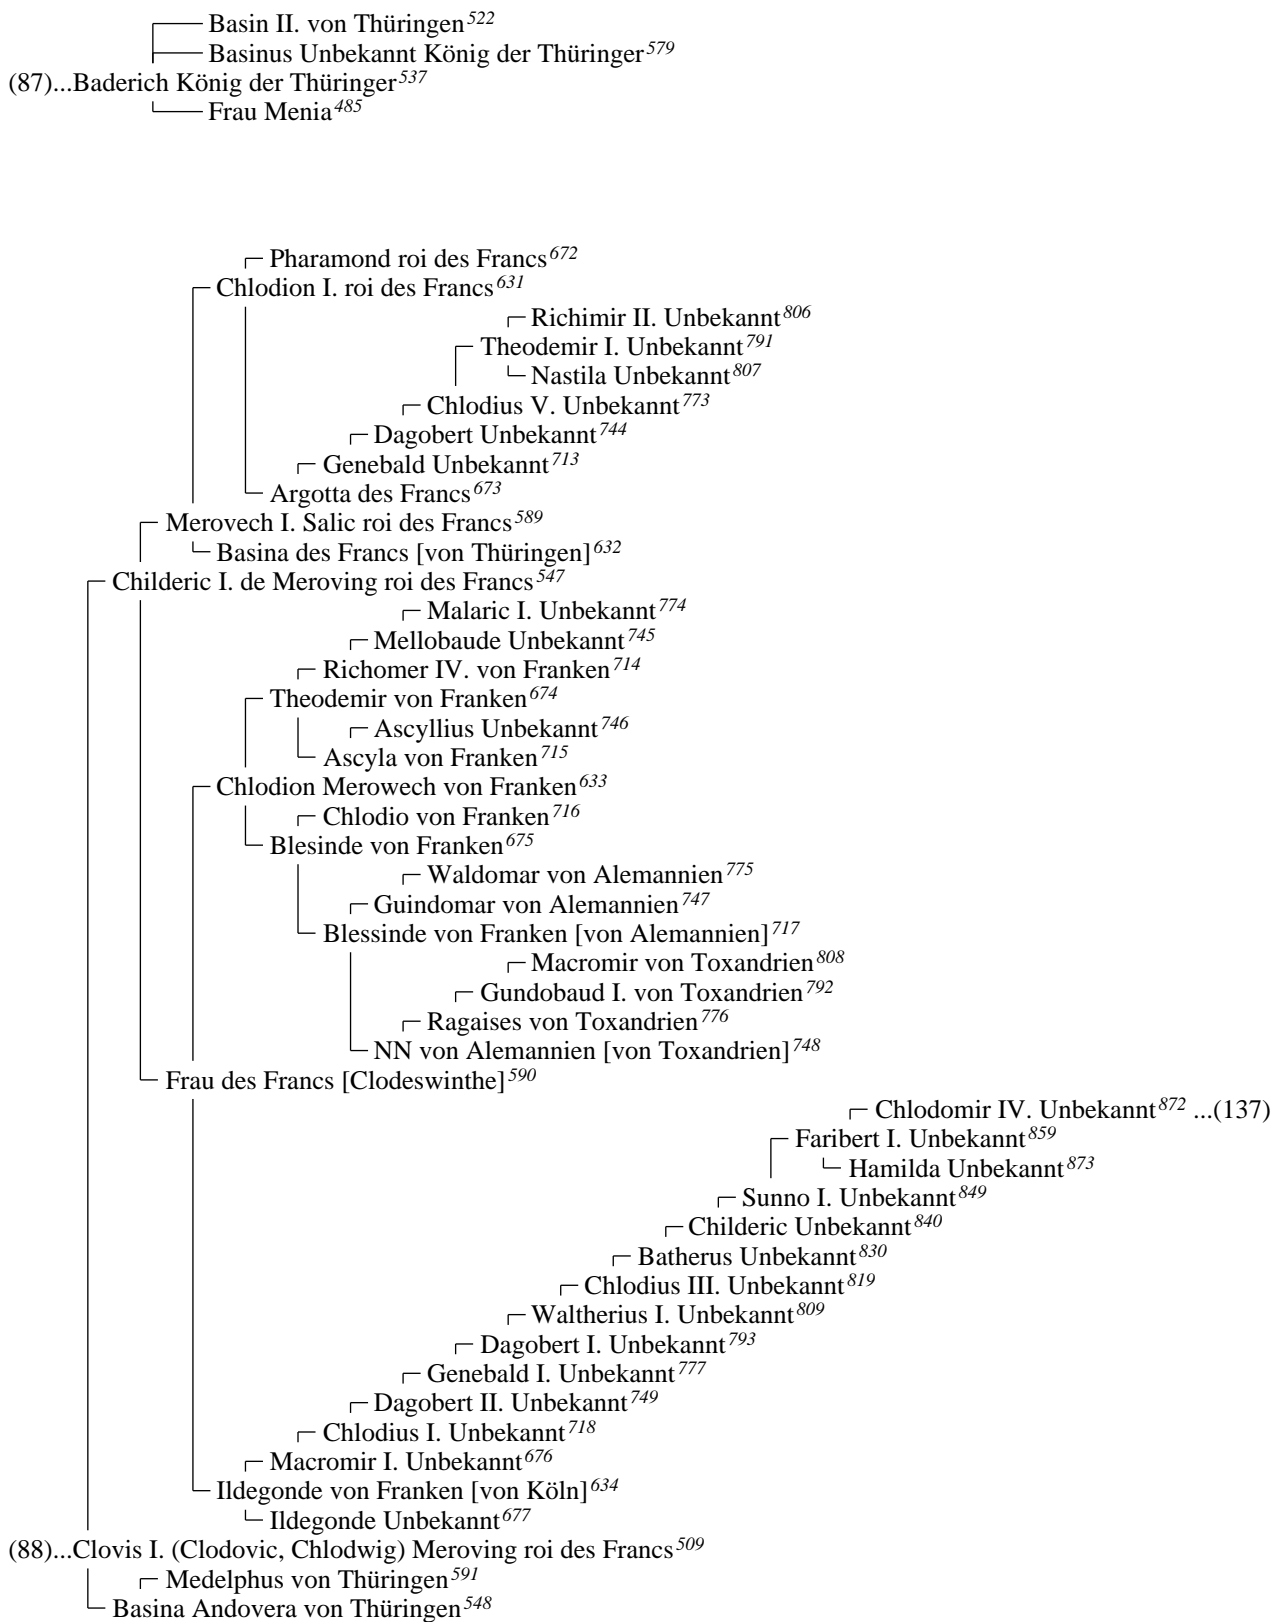 Basin II. von Thüringen522
Basinus Unbekannt König der Thüringer579
(87)...Baderich König der Thüringer537
Frau Menia485
Pharamond roi des Francs672
Chlodion I. roi des Francs631
Richimir II. Unbekannt806
Theodemir I. Unbekannt791
Nastila Unbekannt807
Chlodius V. Unbekannt773
Dagobert Unbekannt744
Genebald Unbekannt713
Argotta des Francs673
Merovech I. Salic roi des Francs589
Basina des Francs [von Thüringen]632
Childeric I. de Meroving roi des Francs547
Malaric I. Unbekannt774
Mellobaude Unbekannt745
Richomer IV. von Franken714
Theodemir von Franken674
Ascyllius Unbekannt746
Ascyla von Franken715
Chlodion Merowech von Franken633
Chlodio von Franken716
Blesinde von Franken675
Waldomar von Alemannien775
Guindomar von Alemannien747
Blessinde von Franken [von Alemannien]717
Macromir von Toxandrien808
Gundobaud I. von Toxandrien792
Ragaises von Toxandrien776
NN von Alemannien [von Toxandrien]748
Frau des Francs [Clodeswinthe]590
Chlodomir IV. Unbekannt872 ...(137)
Faribert I. Unbekannt859
Hamilda Unbekannt873
Sunno I. Unbekannt849
Childeric Unbekannt840
Batherus Unbekannt830
Chlodius III. Unbekannt819
Waltherius I. Unbekannt809
Dagobert I. Unbekannt793
Genebald I. Unbekannt777
Dagobert II. Unbekannt749
Chlodius I. Unbekannt718
Macromir I. Unbekannt676
Ildegonde von Franken [von Köln]634
Ildegonde Unbekannt677
(88)...Clovis I. (Clodovic, Chlodwig) Meroving roi des Francs509
Medelphus von Thüringen591
Basina Andovera von Thüringen548